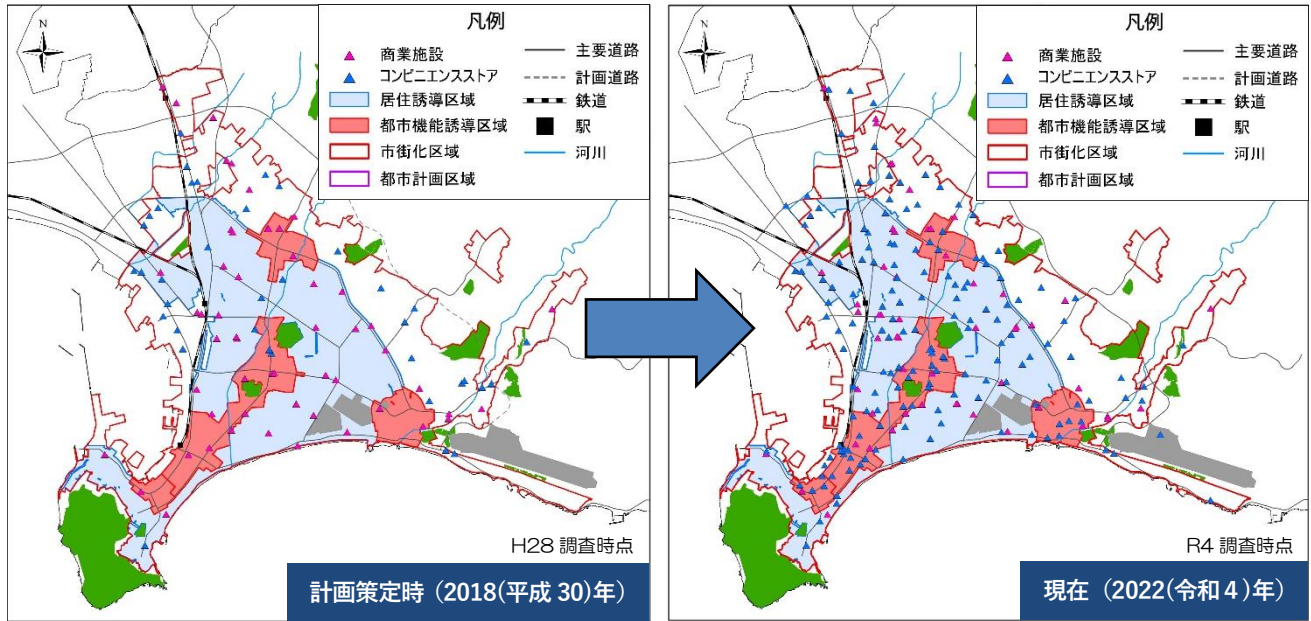 N
凡例
商業施設
コンビニエンスストア
居住誘導区域
都市機能誘導区域
市街化区域
都市計画区域
主要道路
計画道路
鉄道
駅
河川
H28 調査時点
計画策定時（2018(平成 30)年）
N
凡例
商業施設
コンビニエンスストア
居住誘導区域
都市機能誘導区域
市街化区域
都市計画区域
主要道路
計画道路
鉄道
駅
河川
R4 調査時点
現在（2022(令和４)年）